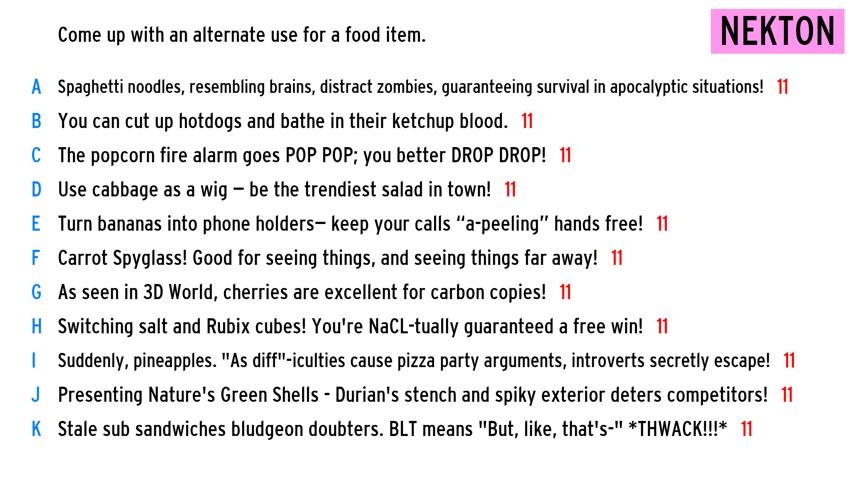 Come up with an alternate use for a food item.
NEKTON
A Spaghetti noodles, resembling brains, distract zombies, guaranteeing survival in apocalyptic situations! 11
B You can cut up hotdogs and bathe in their ketchup blood. 11
C The popcorn fire alarm goes POP POP; you better DROP DROP! 11
D Use cabbage as a wig – be the trendiest salad in town! 11
E Turn bananas into phone holders– keep your calls “a-peeling” hands free! 11
F Carrot Spyglass! Good for seeing things, and seeing things far away! 11
G As seen in 3D World, cherries are excellent for carbon copies! 11
H Switching salt and Rubix cubes! You're NaCL-tually guaranteed a free win! 11
I Suddenly, pineapples. "As diff"-iculties cause pizza party arguments, introverts secretly escape! 11
J Presenting Nature's Green Shells - Durian's stench and spiky exterior deters competitors! 11
K Stale sub sandwiches bludgeon doubters. BLT means "But, like, that's-" *THWACK!!!* 11